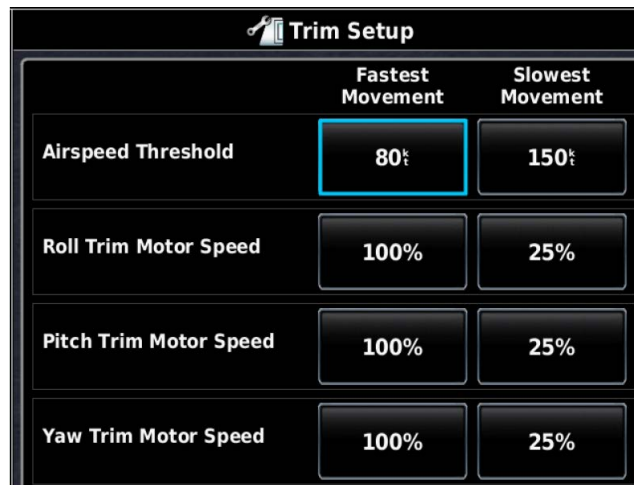 Trim Setup
Fastest Movement
Slowest Movement
Airspeed Threshold
80kt
150kt
Roll Trim Motor Speed
100%
25%
Pitch Trim Motor Speed
100%
25%
Yaw Trim Motor Speed
100%
25%